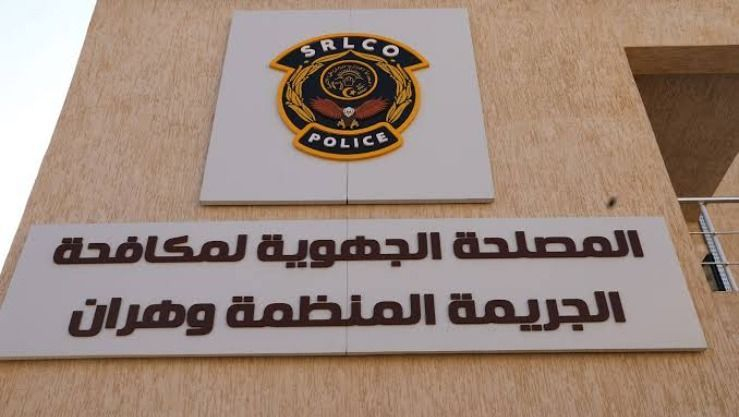 SRLCO
POLICE
المصلحة الجهوية لمكافحة
الجريمة المنظمة وهران